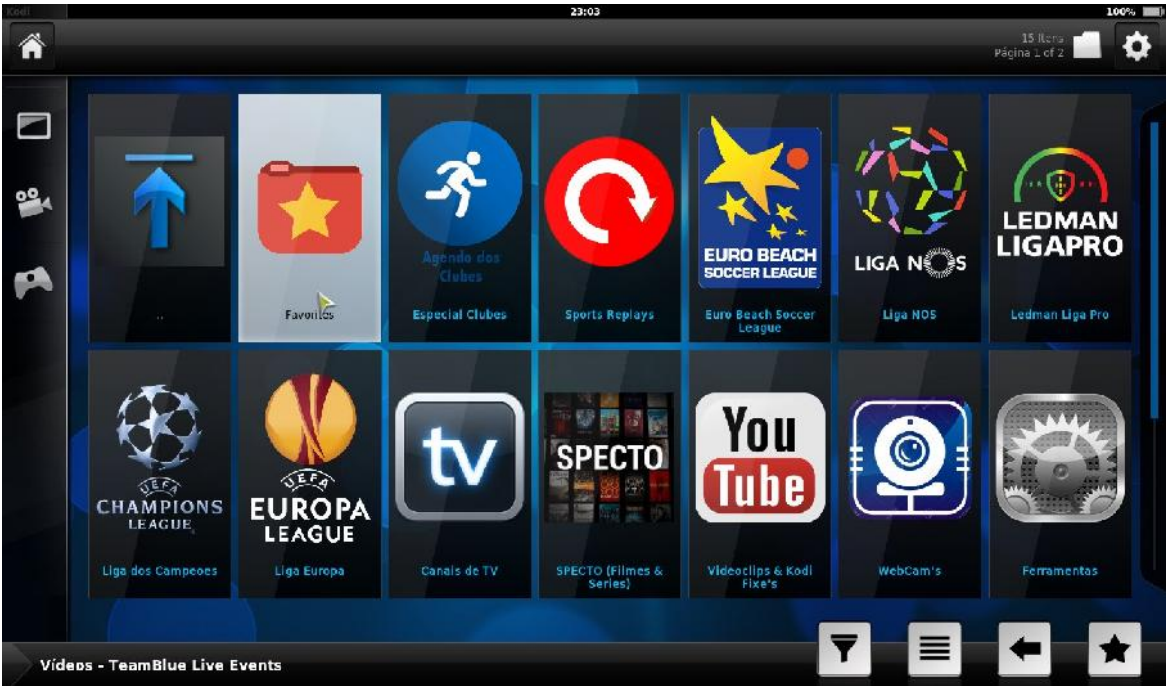 Kodi
23:03
100%
15 Itens
Página 1 of 2
..
Favoritos
Agenda dos
Clubes
Especial Clubes
Sports Replays
EURO BEACH
SOCCER LEAGUE
Euro Beach Soccer
League
LIGA NOS
Liga NOS
LEDMAN
LIGAPRO
Ledman Liga Pro
UEFA
CHAMPIONS
LEAGUE
Liga dos Campeoes
UEFA
EUROPA
LEAGUE
Liga Europa
tv
Canais de TV
SPECTO
SPECTO (Filmes &
Series)
You
Tube
Videoclips & Kodi
Fixe's
WebCam's
Ferramentas
Vídeos - TeamBlue Live Events